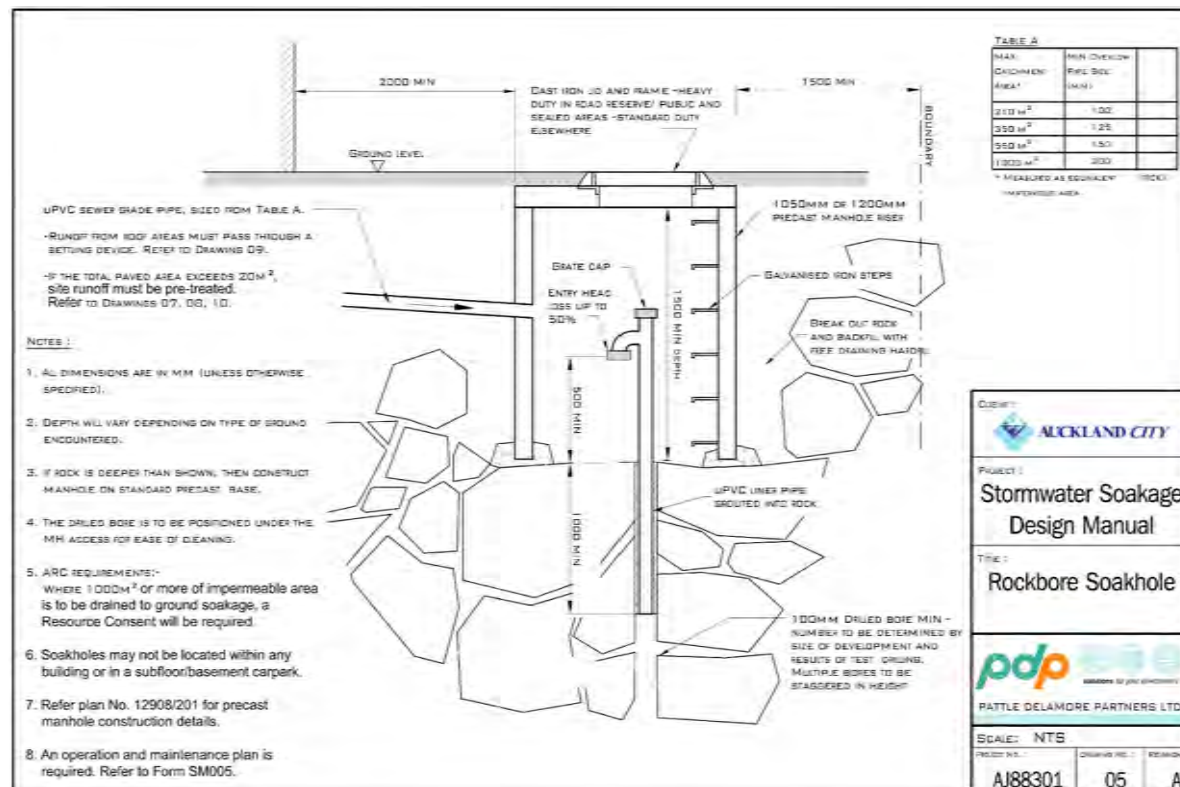 2000 MIN
1500 MIN
CAST IRON LID AND FRAME -HEAVY
DUTY IN ROAD RESERVE/ PUBLIC AND
SEALED AREAS -STANDARD DUTY
ELSEWHERE
GROUND LEVEL
BOUNDARY
TABLE A
MAX.
CATCHMENT
AREA*
MIN OVERLOW
PIPE SIZE
(MM)
210 M² 100
350 M² 125
550 M² 150
1000 M² 200
* MEASURED AS EQUIVALENT
IMPERVIOUS AREA
uPVC SEWER GRADE PIPE, SIZED FROM TABLE A.
-RUNOFF FROM ROOF AREAS MUST PASS THROUGH A
SETTING DEVICE. REFER TO DRAWING 09.
-IF THE TOTAL PAVED AREA EXCEEDS 20M²,
site runoff must be pre-treated.
Refer to DRAWINGS 07, 08, 10.
1050MM OR 1200MM
PRECAST MANHOLE RISER
GRATE CAP
ENTRY HEAD
LOSS UP TO
50%
GALVANISED IRON STEPS
1500 MIN DEPTH
BREAK OUT ROCK
AND BACKFILL WITH
FREE DRAINING
500 MIN
1000 MIN
uPVC LINER PIPE
GROUTED INTO ROCK
100MM DRILLED BORE MIN -
NUMBER TO BE DETERMINED BY
SIZE OF DEVELOPMENT AND
RESULTS OF TEST DRILLING.
MULTIPLE BORES TO BE
STAGGERED IN HEIGHT
NOTES :
1. ALL DIMENSIONS ARE IN MM (UNLESS OTHERWISE
SPECIFIED).
2. DEPTH WILL VARY DEPENDING ON TYPE OF GROUND
ENCOUNTERED.
3. IF ROCK IS DEEPER THAN SHOWN, THEN CONSTRUCT
MANHOLE ON STANDARD PRECAST BASE.
4. THE DRILLED BORE IS TO BE POSITIONED UNDER THE
MH ACCESS FOR EASE OF CLEANING.
5. ARC REQUIREMENTS:-
WHERE 1000M² or more of impermeable area
is to be drained to ground soakage, a
Resource Consent will be required.
6. Soakholes may not be located within any
building or in a subfloor/basement carpark.
7. Refer plan No. 12908/201 for precast
manhole construction details.
8. An operation and maintenance plan is
required. Refer to Form SM005.
CLIENT :
AUCKLAND CITY
PROJECT :
Stormwater Soakage
Design Manual
TITLE :
Rockbore Soakhole
pdp
solutions for your environment
PATTLE DELAMORE PARTNERS LTD
SCALE: NTS
PROJECT NO. : DRAWING NO. : REVISION
AJ88301 05 A